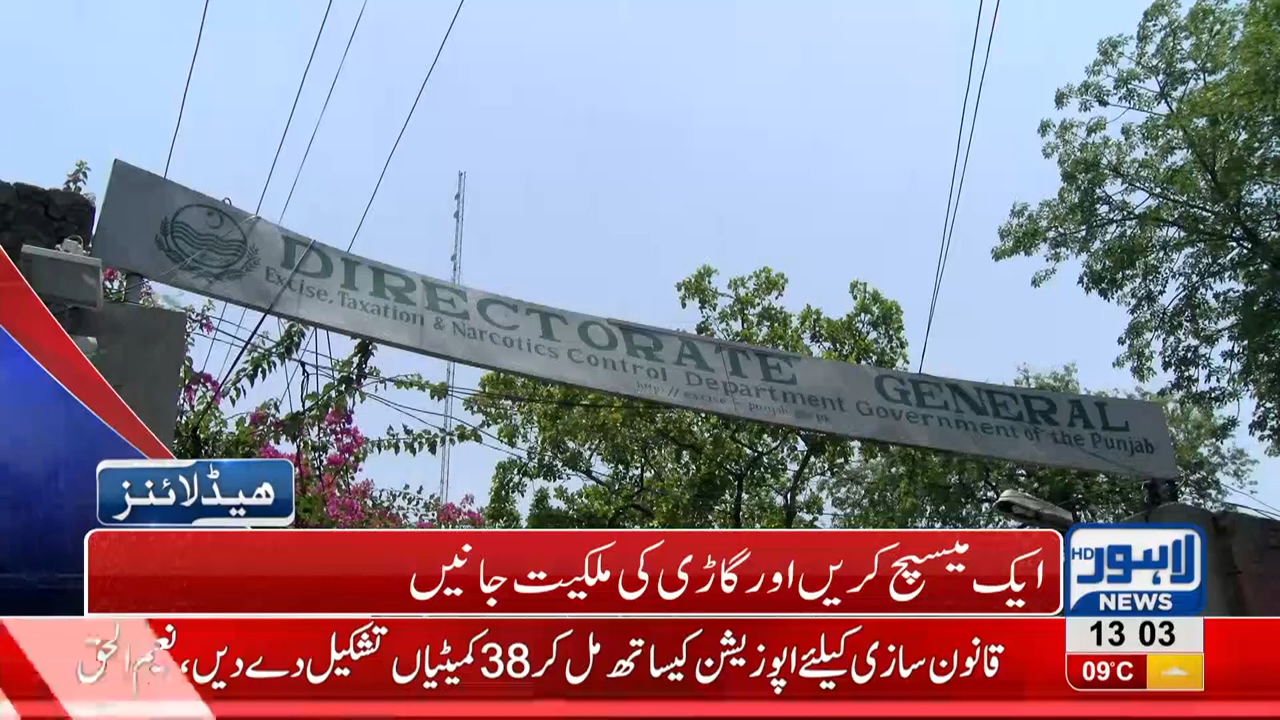 DIRECTORATE GENERAL
Excise, Taxation & Narcotics Control Department Government of the Punjab
ھیڈلائنز
ایک میسیچ کریں اور گاڑی کی ملکیت جانیں
HD لاہور
NEWS
13 03
09°C
قانون سازی کیلئے اپوزیشن کیساتھ مل کر 38 کمیٹیاں تشکیل دے دیں، نعیم الحق